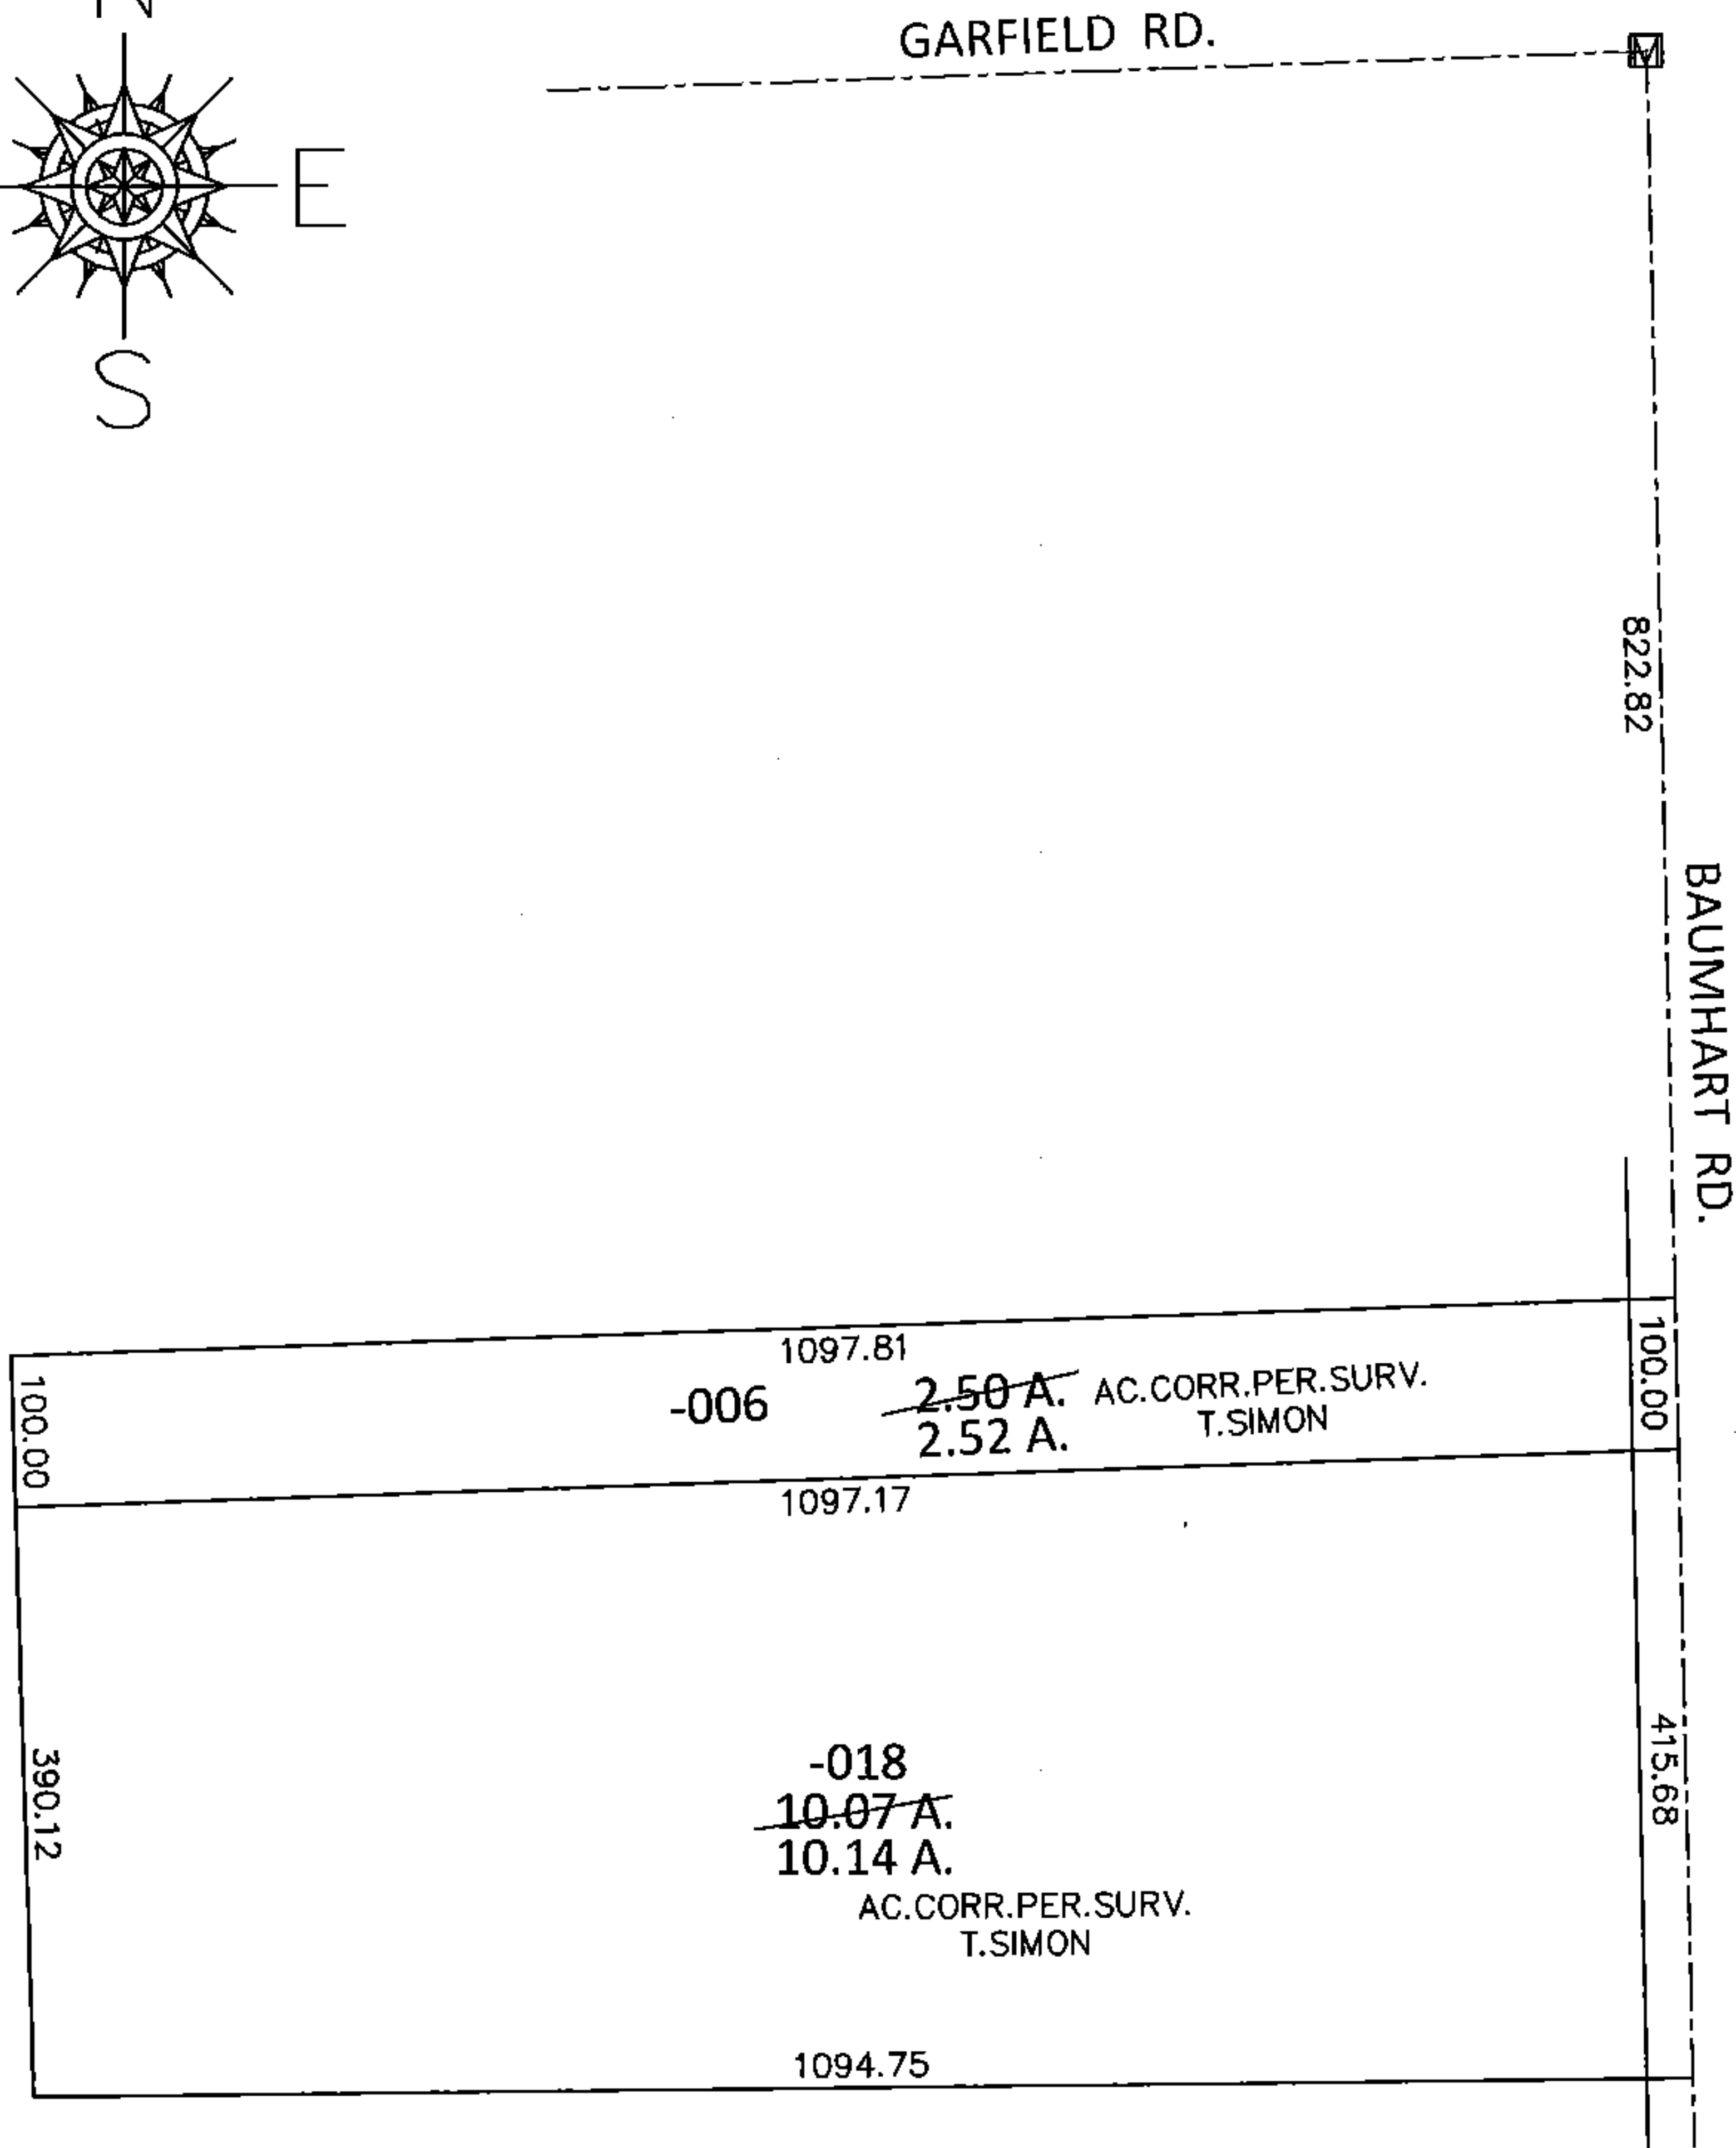 N
GARFIELD RD.
E
S
822.82
BAUMHART RD.
1097.81
100.00
-006
2.50 A.
2.52 A.
AC.CORR.PER.SURV.
T.SIMON
100.00
1097.17
-018
10.07 A.
10.14 A.
AC.CORR.PER.SURV.
T.SIMON
390.12
415.68
1094.75